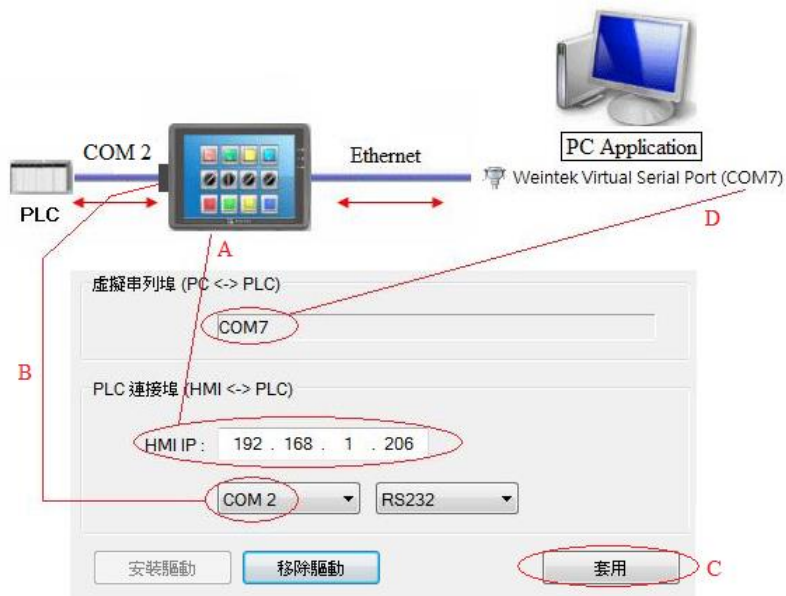 PC Application
COM 2
Ethernet
Weintek Virtual Serial Port (COM7)
PLC
A
D
虛擬串列埠 (PC <-> PLC)
COM7
B
PLC 連接埠 (HMI <-> PLC)
HMI IP : 192 . 168 . 1 . 206
COM 2 RS232
安裝驅動 移除驅動 套用 C